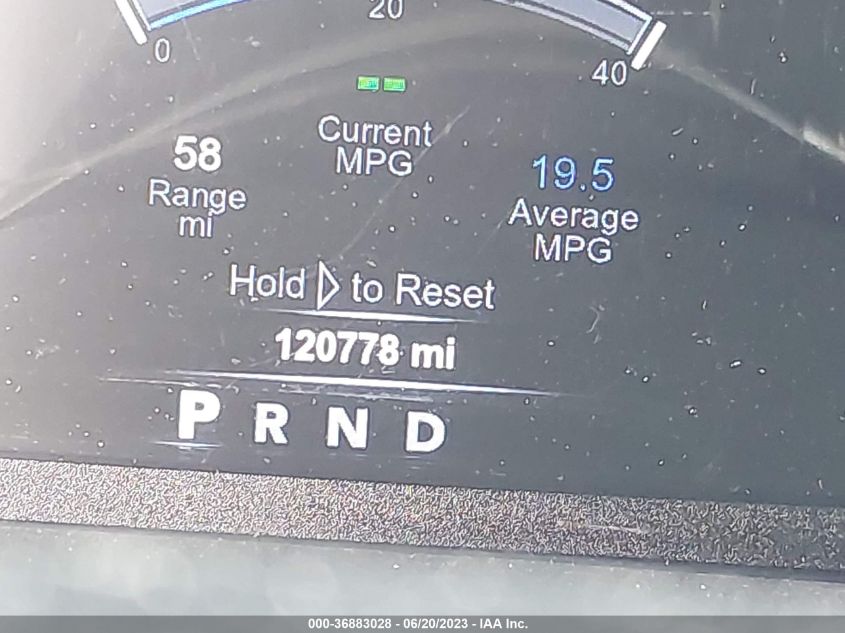 20
0
40
Current
MPG
58
Range
mi
19.5
Average
MPG
Hold ▷ to Reset
120778 mi
P R N D
000-36883028 - 06/20/2023 - IAA Inc.